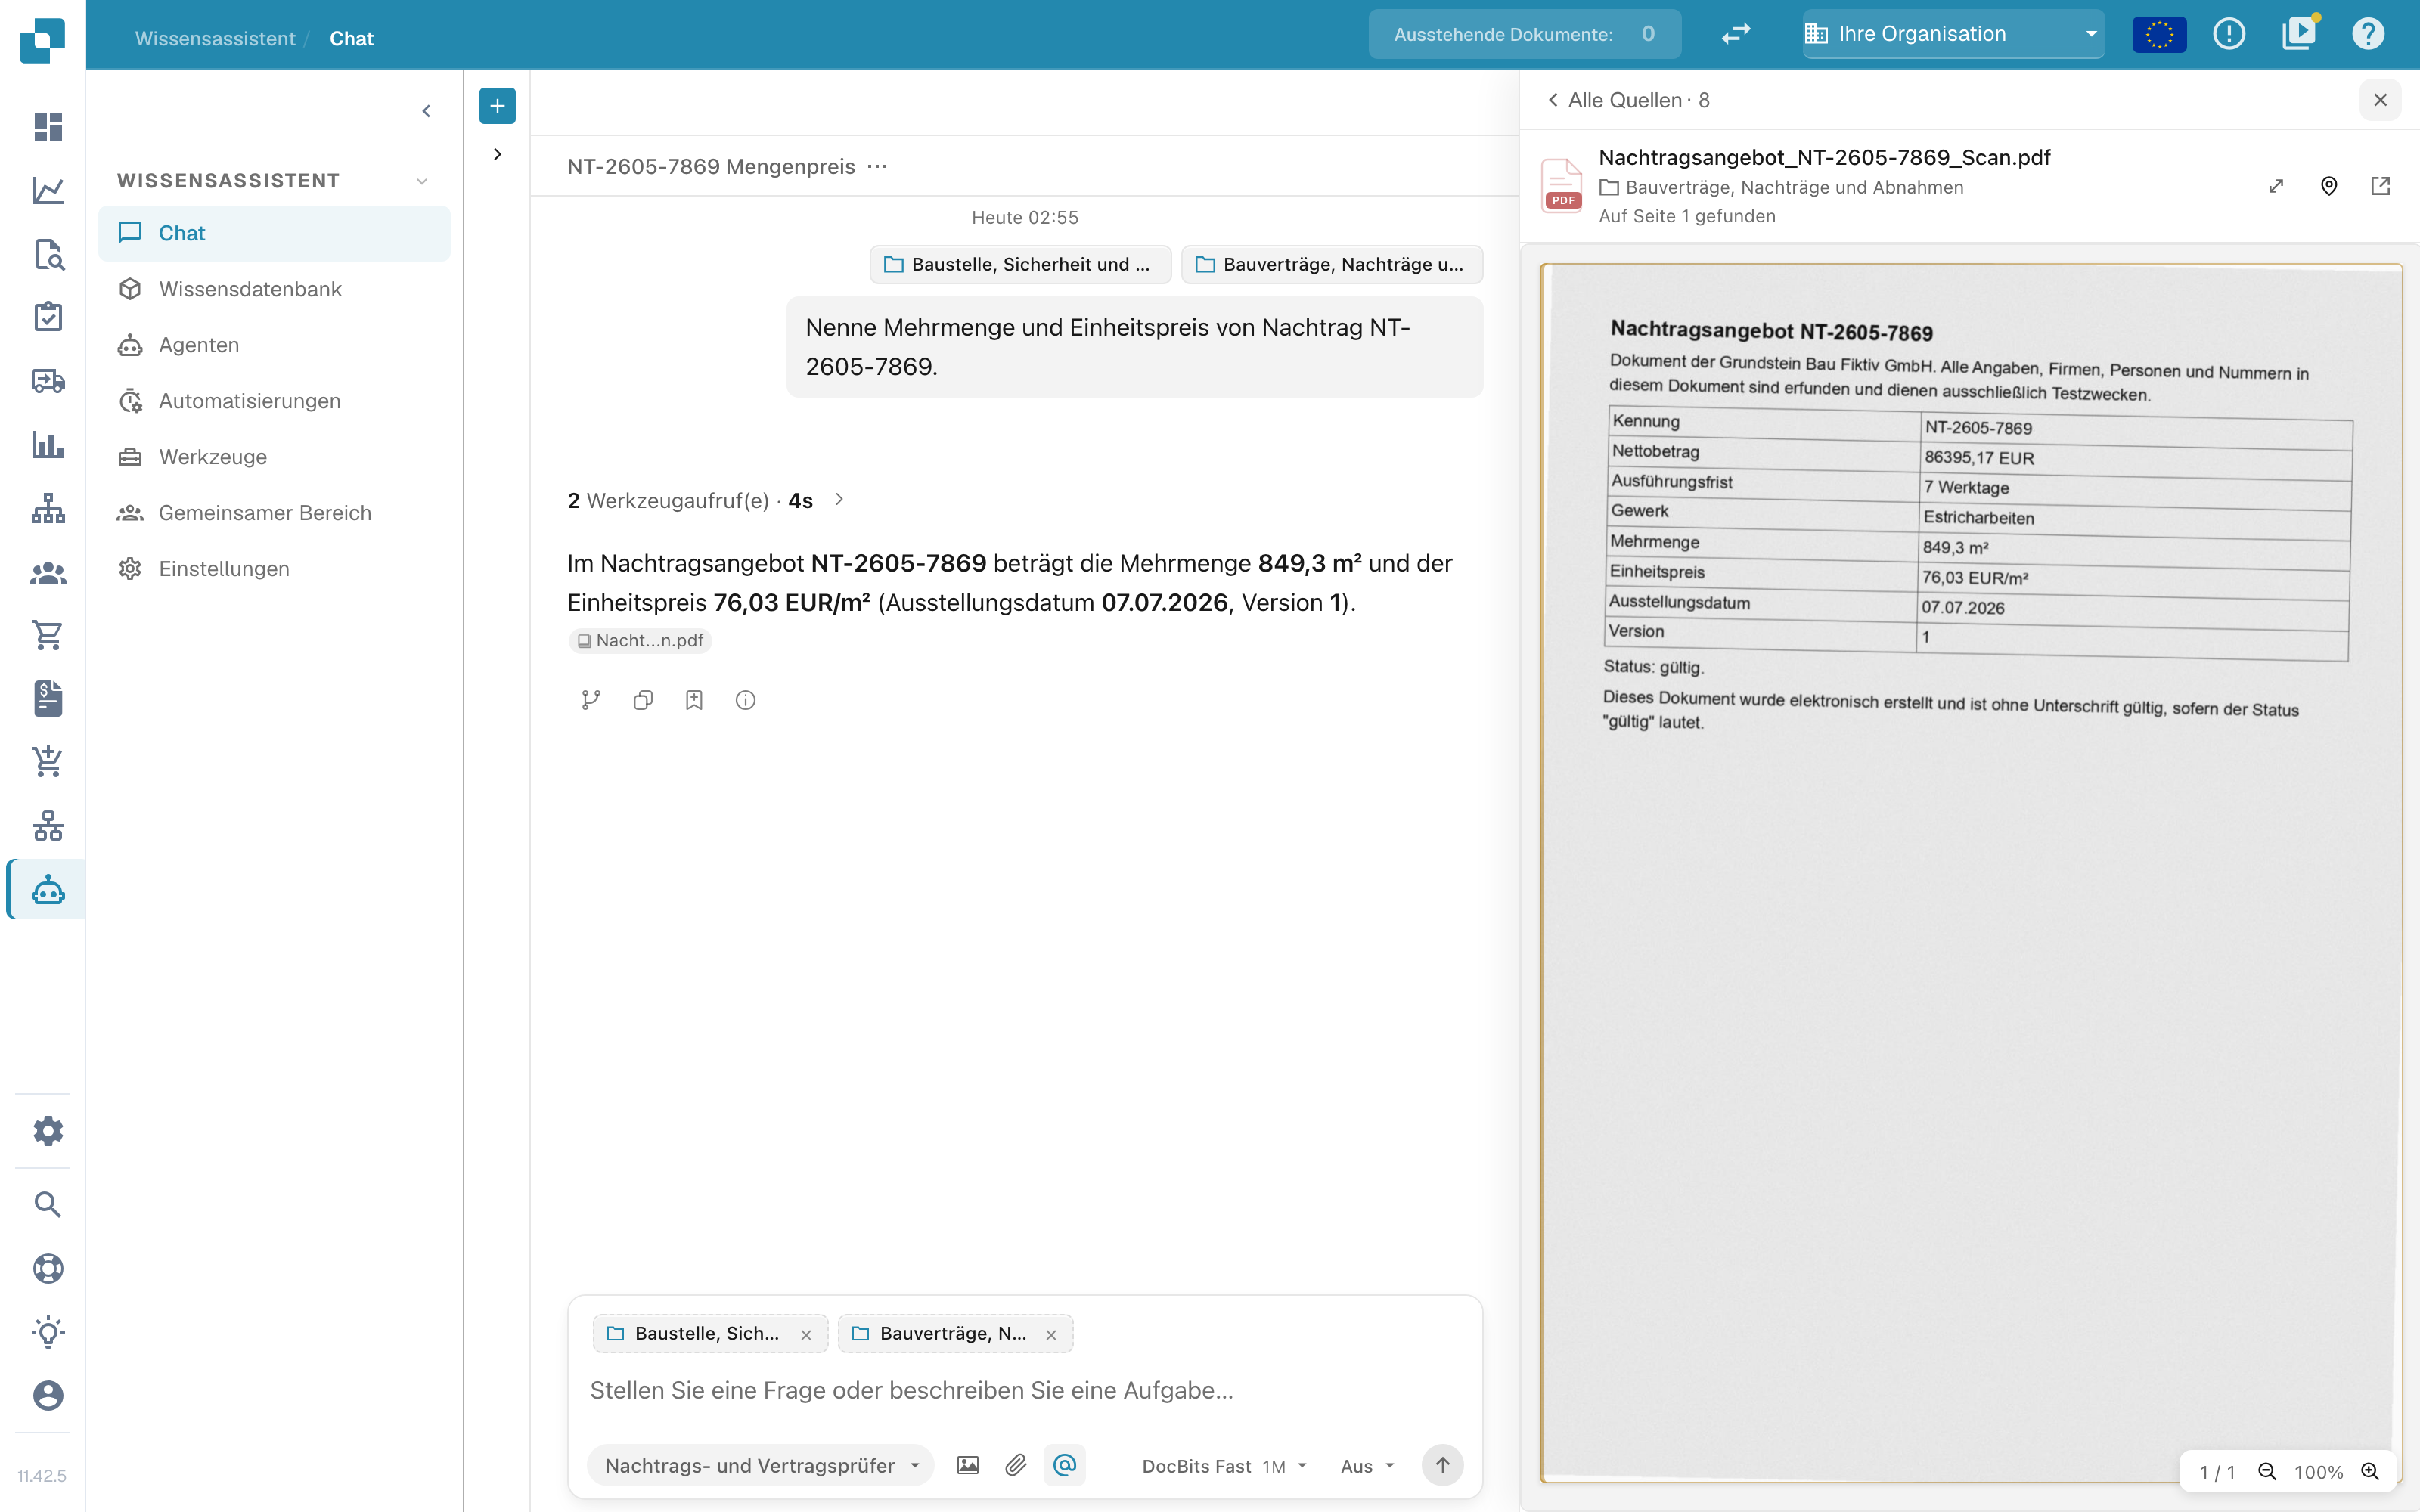 Wissensassistent / Chat
Ausstehende Dokumente: 0
Ihre Organisation
WISSENSASSISTENT
Chat
Wissensdatenbank
Agenten
Automatisierungen
Werkzeuge
Gemeinsamer Bereich
Einstellungen
11.42.5
NT-2605-7869 Mengenpreis ...
Heute 02:55
Baustelle, Sicherheit und ...
Bauverträge, Nachträge u...
Nenne Mehrmenge und Einheitspreis von Nachtrag NT-
2605-7869.
2 Werkzeugaufruf(e) · 4s
Im Nachtragsangebot NT-2605-7869 beträgt die Mehrmenge 849,3 m² und der
Einheitspreis 76,03 EUR/m² (Ausstellungsdatum 07.07.2026, Version 1).
Nacht...n.pdf
Baustelle, Sich...
Bauverträge, N...
Stellen Sie eine Frage oder beschreiben Sie eine Aufgabe...
Nachtrags- und Vertragsprüfer
DocBits Fast 1M
Aus
Alle Quellen · 8
PDF
Nachtragsangebot_NT-2605-7869_Scan.pdf
Bauverträge, Nachträge und Abnahmen
Auf Seite 1 gefunden
Nachtragsangebot NT-2605-7869
Dokument der Grundstein Bau Fiktiv GmbH. Alle Angaben, Firmen, Personen und Nummern in
diesem Dokument sind erfunden und dienen ausschließlich Testzwecken.
Kennung NT-2605-7869
Nettobetrag 86395,17 EUR
Ausführungsfrist 7 Werktage
Gewerk Estricharbeiten
Mehrmenge 849,3 m²
Einheitspreis 76,03 EUR/m²
Ausstellungsdatum 07.07.2026
Version 1
Status: gültig.
Dieses Dokument wurde elektronisch erstellt und ist ohne Unterschrift gültig, sofern der Status
"gültig" lautet.
1 / 1
100%